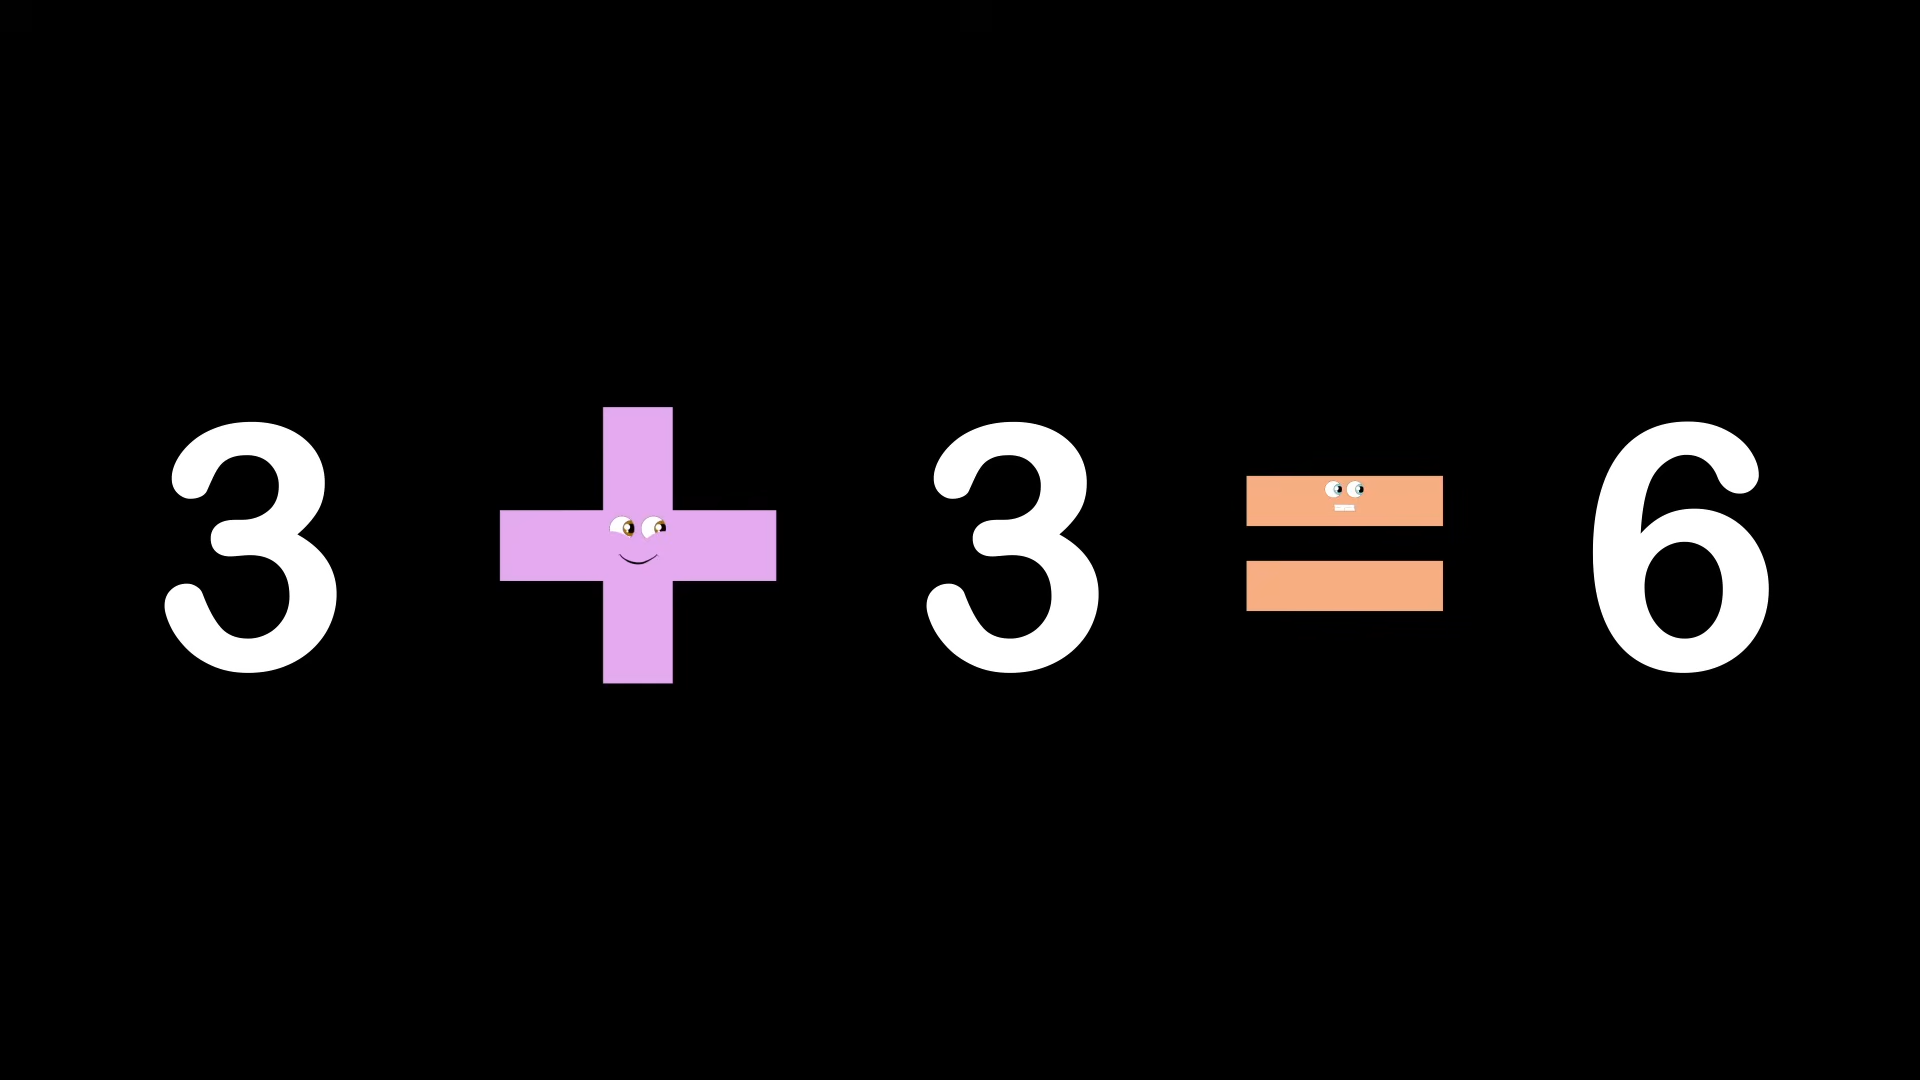 3 + 3 = 6